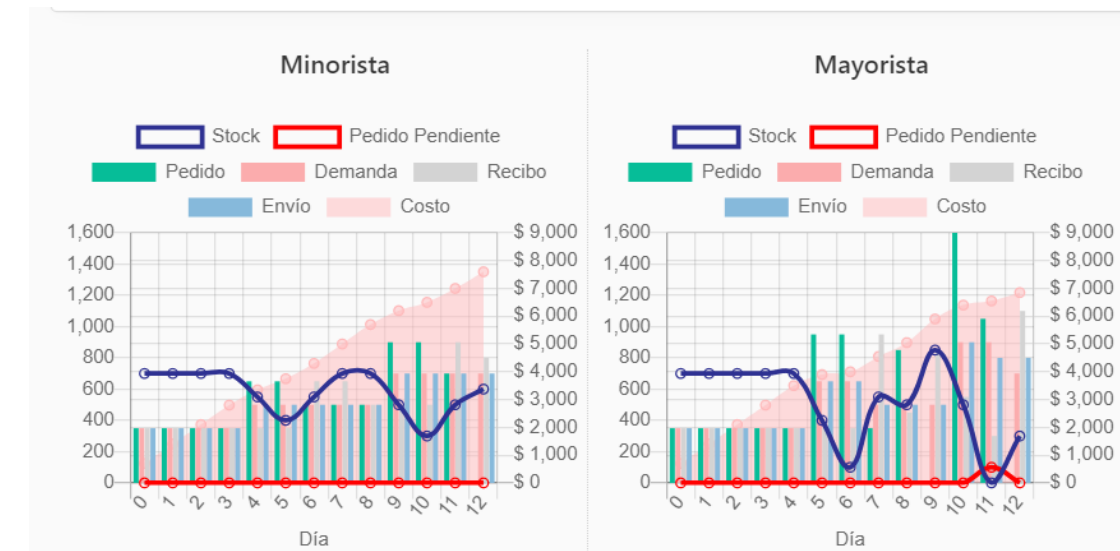 Minorista
Stock Pedido Pendiente
Pedido Demanda Recibo
Envío Costo
1,600 $ 9,000
1,400 $ 8,000
1,200 $ 7,000
1,000 $ 6,000
800 $ 5,000
600 $ 4,000
400 $ 3,000
200 $ 2,000
0 $ 1,000
$ 0
0 1 2 3 4 5 6 7 8 9 10 11 12
Día
Mayorista
Stock Pedido Pendiente
Pedido Demanda Recibo
Envío Costo
1,600 $ 9,000
1,400 $ 8,000
1,200 $ 7,000
1,000 $ 6,000
800 $ 5,000
600 $ 4,000
400 $ 3,000
200 $ 2,000
0 $ 1,000
$ 0
0 1 2 3 4 5 6 7 8 9 10 11 12
Día